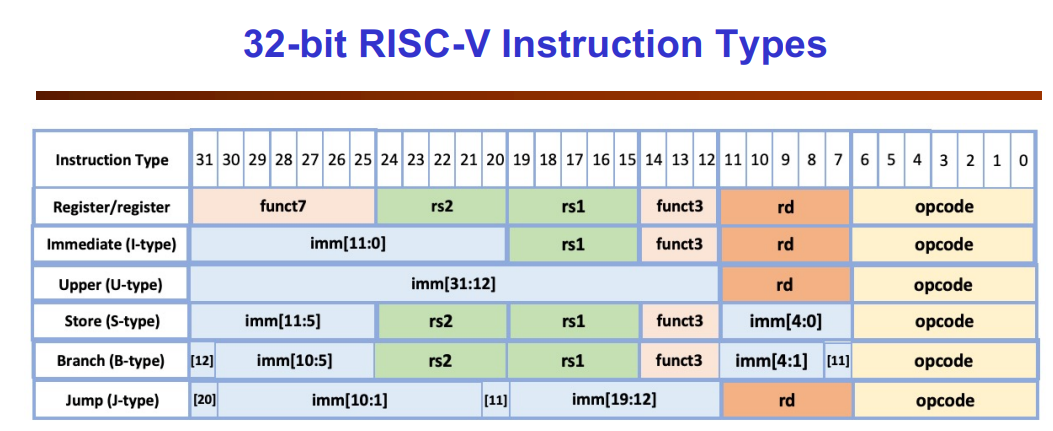 32-bit RISC-V Instruction Types
Instruction Type 31 30 29 28 27 26 25 24 23 22 21 20 19 18 17 16 15 14 13 12 11 10 9 8 7 6 5 4 3 2 1 0
Register/register funct7 rs2 rs1 funct3 rd opcode
Immediate (I-type) imm[11:0] rs1 funct3 rd opcode
Upper (U-type) imm[31:12] rd opcode
Store (S-type) imm[11:5] rs2 rs1 funct3 imm[4:0] opcode
Branch (B-type) [12] imm[10:5] rs2 rs1 funct3 imm[4:1] [11] opcode
Jump (J-type) [20] imm[10:1] [11] imm[19:12] rd opcode